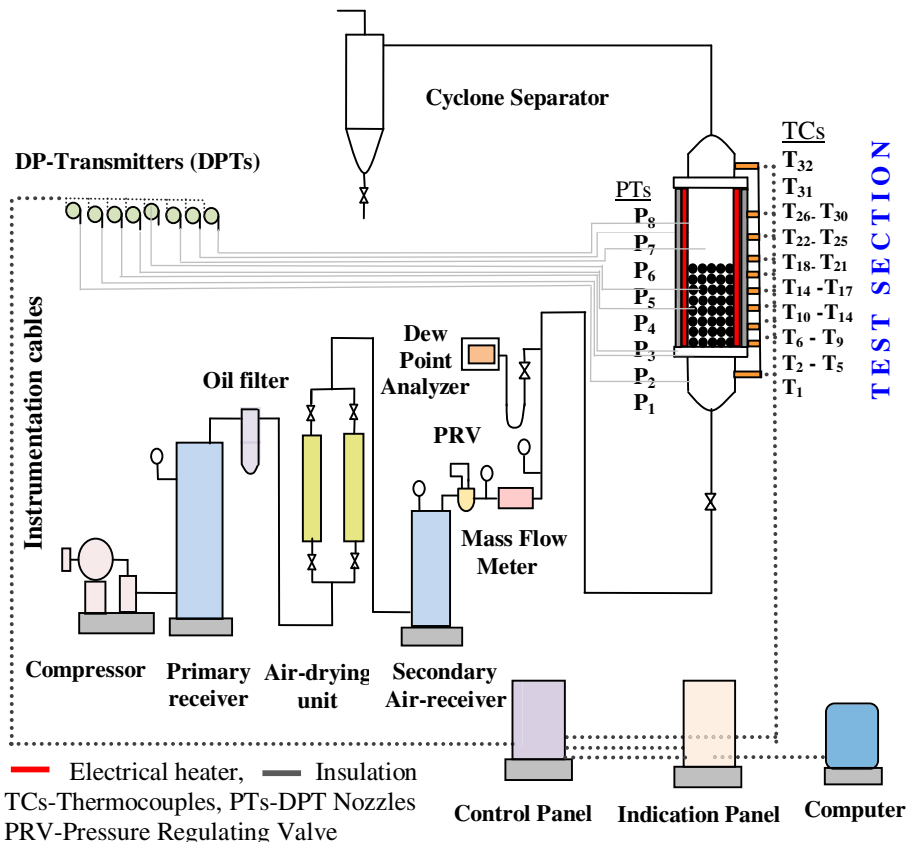 Cyclone Separator
DP-Transmitters (DPTs)
TCs
T32
T31
T26- T30
T22- T25
T18- T21
T14 -T17
T10 -T14
T6 - T9
T2 - T5
T1
TEST SECTION
PTs
P8
P7
P6
P5
P4
P3
P2
P1
Dew
Point
Analyzer
Oil filter
PRV
Instrumentation cables
Mass Flow
Meter
Compressor
Primary
receiver
Air-drying
unit
Secondary
Air-receiver
Electrical heater, Insulation
TCs-Thermocouples, PTs-DPT Nozzles
PRV-Pressure Regulating Valve
Control Panel
Indication Panel
Computer